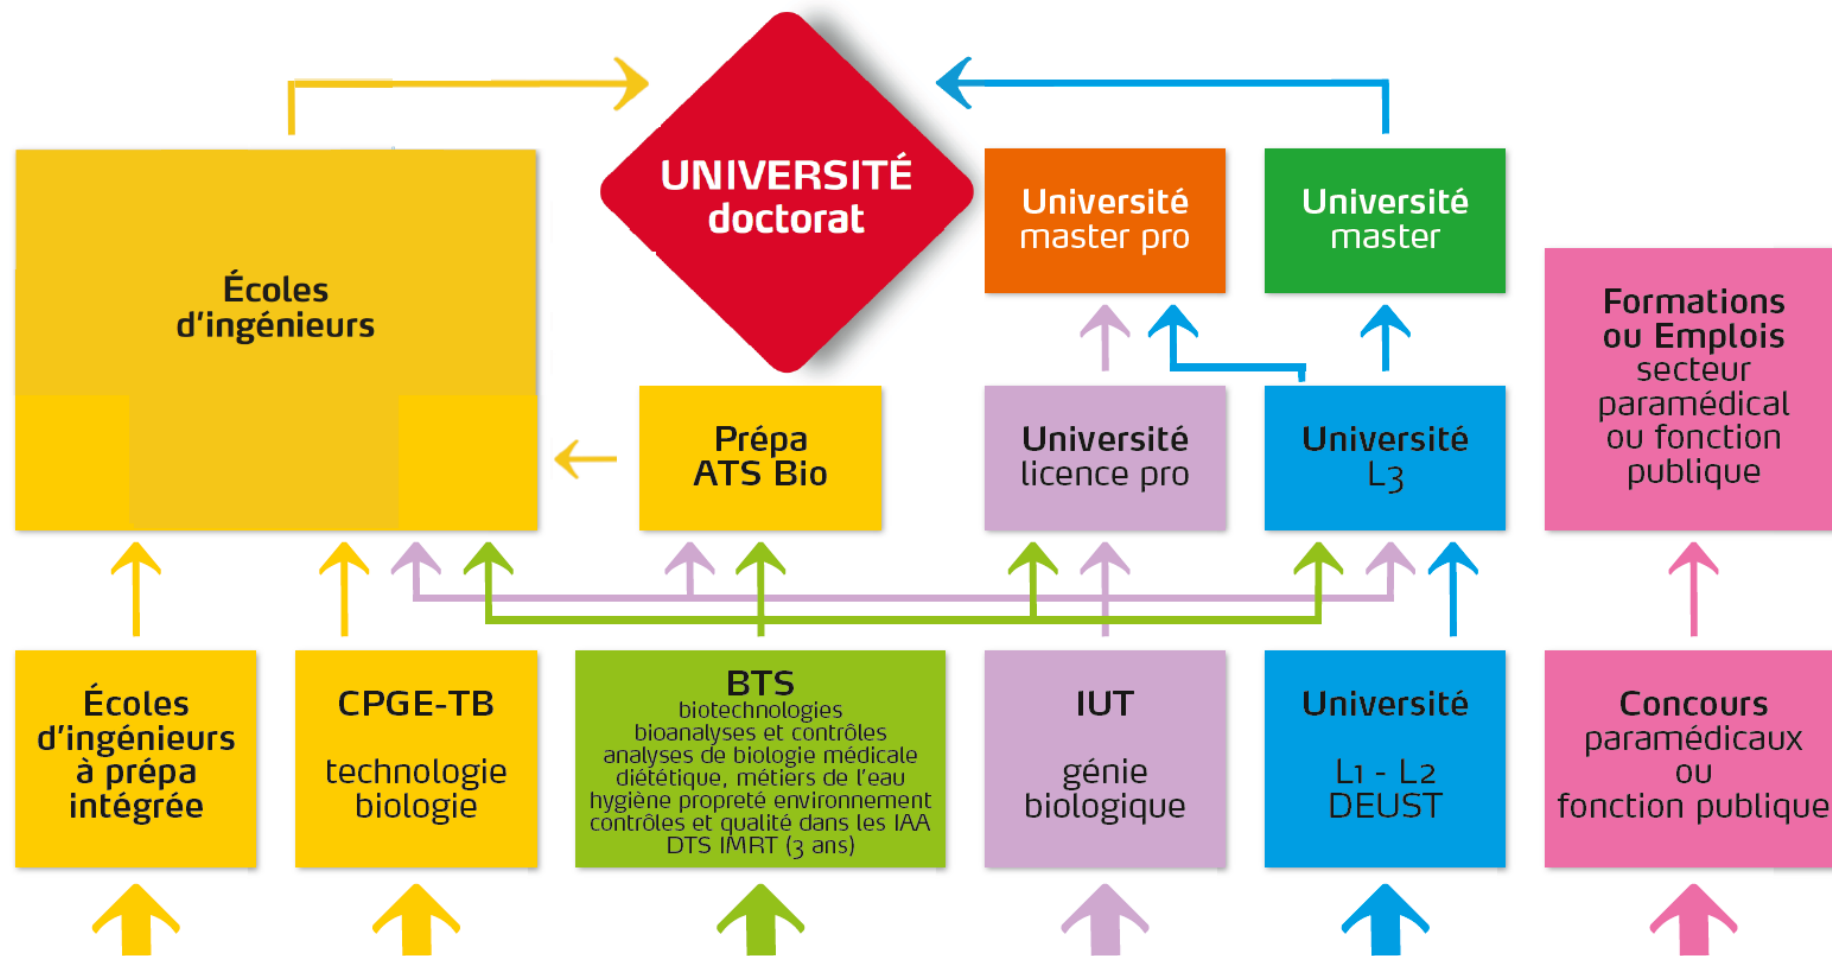 UNIVERSITÉ
doctorat
Université
master pro
Université
master
Écoles
d'ingénieurs
Formations
ou Emplois
secteur
paramédical
ou fonction
publique
Prépa
ATS Bio
Université
licence pro
Université
L3
Écoles
d'ingénieurs
à prépa
intégrée
CPGE-TB
technologie
biologie
BTS
biotechnologies
bioanalyses et contrôles
analyses de biologie médicale
diététique, métiers de l'eau
hygiène propreté environnement
contrôles et qualité dans les IAA
DTS IMRT (3 ans)
IUT
génie
biologique
Université
L1 - L2
DEUST
Concours
paramédicaux
ou
fonction publique